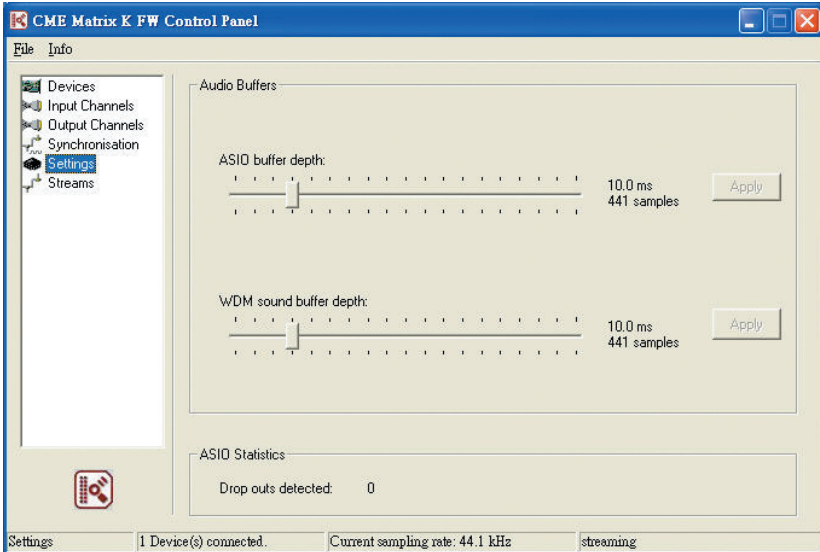 CME Matrix K FW Control Panel
File Info
Devices
Input Channels
Output Channels
Synchronisation
Settings
Streams
Audio Buffers
ASIO buffer depth:
10.0 ms
441 samples
Apply
WDM sound buffer depth:
10.0 ms
441 samples
Apply
ASIO Statistics
Drop outs detected: 0
Settings
1 Device(s) connected.
Current sampling rate: 44.1 kHz
streaming